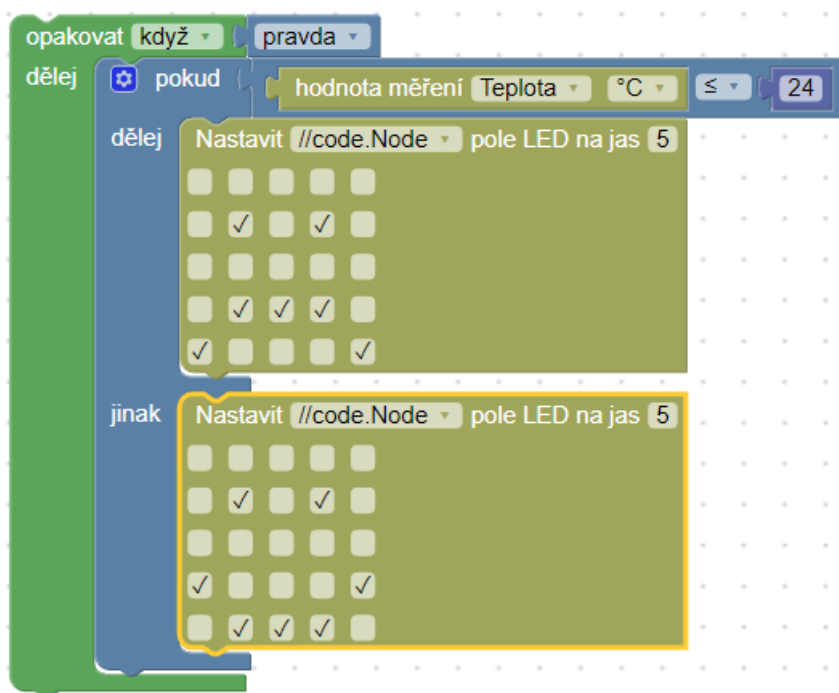 opakovat když pravda
dělej pokud hodnota měření Teplota °C ≤ 24
dělej Nastavit //code.Node pole LED na jas 5
jinak Nastavit //code.Node pole LED na jas 5